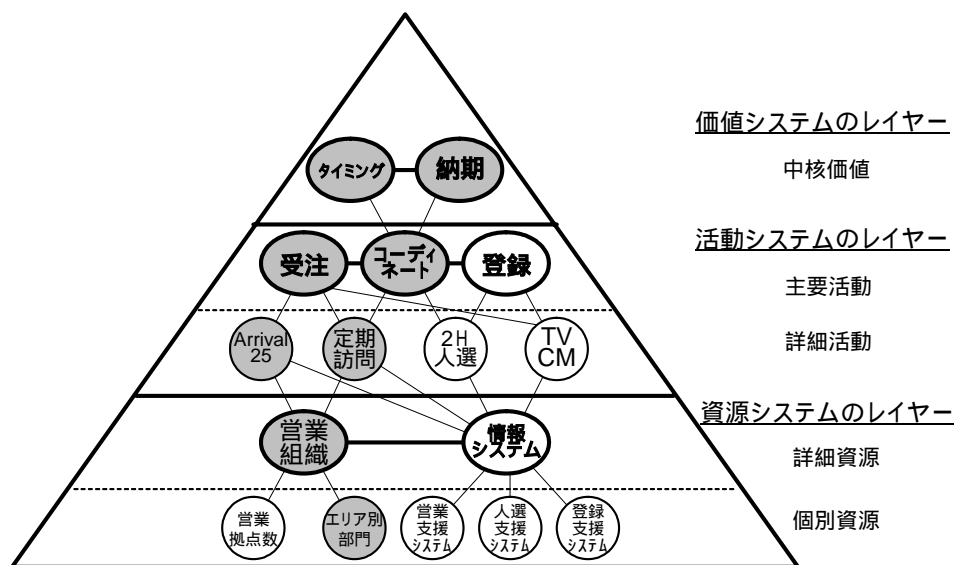 価値システムのレイヤー
タイミング
納期
中核価値
活動システムのレイヤー
受注
コーディ
ネート
登録
主要活動
Arrival
25
定期
訪問
2H
人選
TV
CM
詳細活動
資源システムのレイヤー
営業
組織
情報
システム
詳細資源
営業
拠点数
エリア別
部門
営業
支援
システム
人選
支援
システム
登録
支援
システム
個別資源